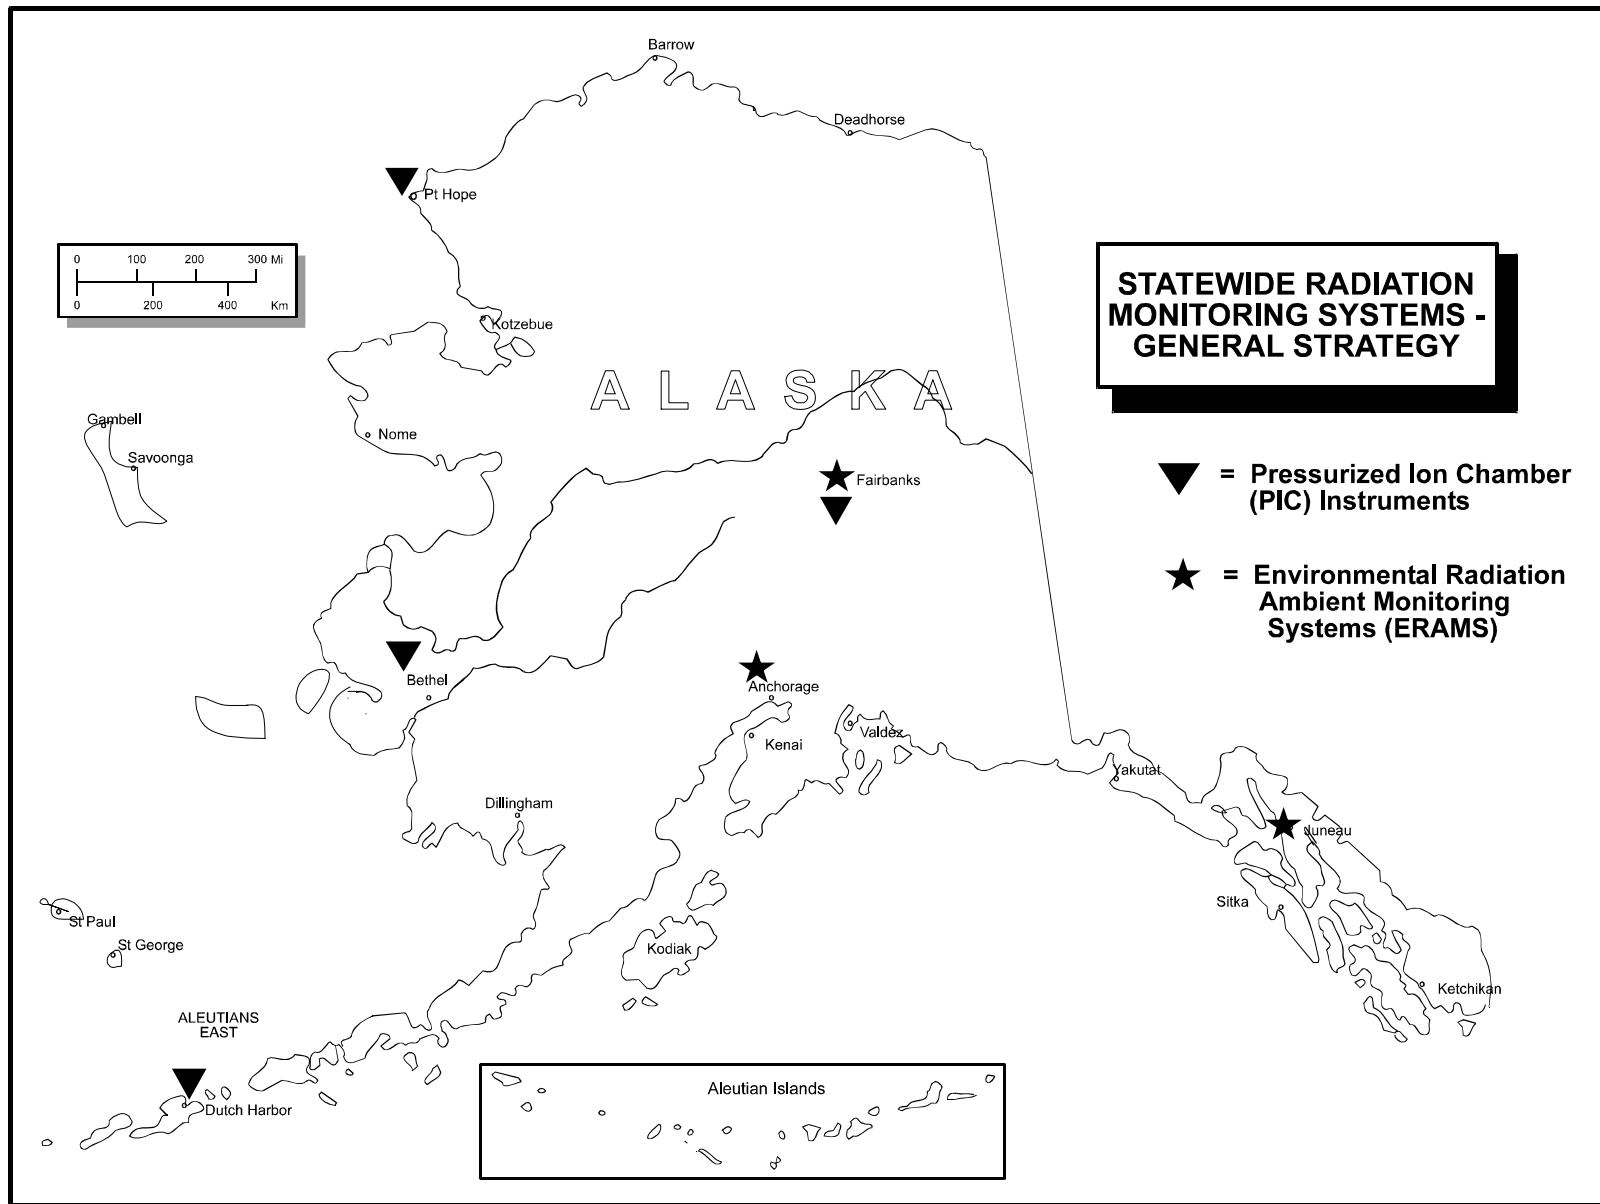 Barrow
Deadhorse
Pt Hope
0 100 200 300 Mi
0 200 400 Km
STATEWIDE RADIATION
MONITORING SYSTEMS -
GENERAL STRATEGY
Kotzebue
ALASKA
Gambell
Nome
Savoonga
Fairbanks
= Pressurized Ion Chamber
(PIC) Instruments
= Environmental Radiation
Ambient Monitoring
Systems (ERAMS)
Bethel
Anchorage
Valdez
Kenai
Yakutat
Dillingham
Juneau
Sitka
St Paul
St George
Kodiak
Ketchikan
ALEUTIANS
EAST
Aleutian Islands
Dutch Harbor